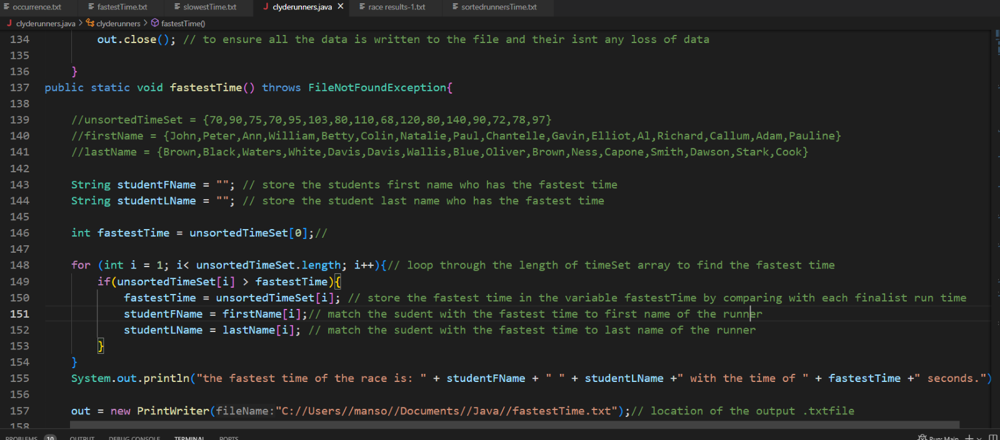 occurrence.txt fastestTime.txt slowestTime.txt J clyderunners.java × race results-1.txt sortedrunnersTime.txt
J clyderunners.java > clyderunners > fastestTime()
134 out.close(); // to ensure all the data is written to the file and their isnt any loss of data
135
136 }
137 public static void fastestTime() throws FileNotFoundException{
138
139 //unsortedTimeSet = {70,90,75,70,95,103,80,110,68,120,80,140,90,72,78,97}
140 //firstName = {John,Peter,Ann,William,Betty,Colin,Natalie,Paul,Chantelle,Gavin,Elliot,Al,Richard,Callum,Adam,Pauline}
141 //lastName = {Brown,Black,Waters,White,Davis,Davis,Wallis,Blue,Oliver,Brown,Ness,Capone,Smith,Dawson,Stark,Cook}
142
143 String studentFName = ""; // store the students first name who has the fastest time
144 String studentLName = ""; // store the student last name who has the fastest time
145
146 int fastestTime = unsortedTimeSet[0];//
147
148 for (int i = 1; i< unsortedTimeSet.length; i++){// loop through the length of timeSet array to find the fastest time
149 if(unsortedTimeSet[i] > fastestTime){
150 fastestTime = unsortedTimeSet[i]; // store the fastest time in the variable fastestTime by comparing with each finalist run time
151 studentFName = firstName[i];// match the sudent with the fastest time to first name of the runner
152 studentLName = lastName[i]; // match the sudent with the fastest time to last name of the runner
153 }
154 }
155 System.out.println("the fastest time of the race is: " + studentFName + " " + studentLName +" with the time of " + fastestTime +" seconds.")
156
157 out = new PrintWriter(fileName:"C://Users//manso//Documents//Java//fastestTime.txt");// location of the output .txtfile
158
PROBLEMS 10 OUTPUT DEBUG CONSOLE TERMINAL PORTS Run: Main